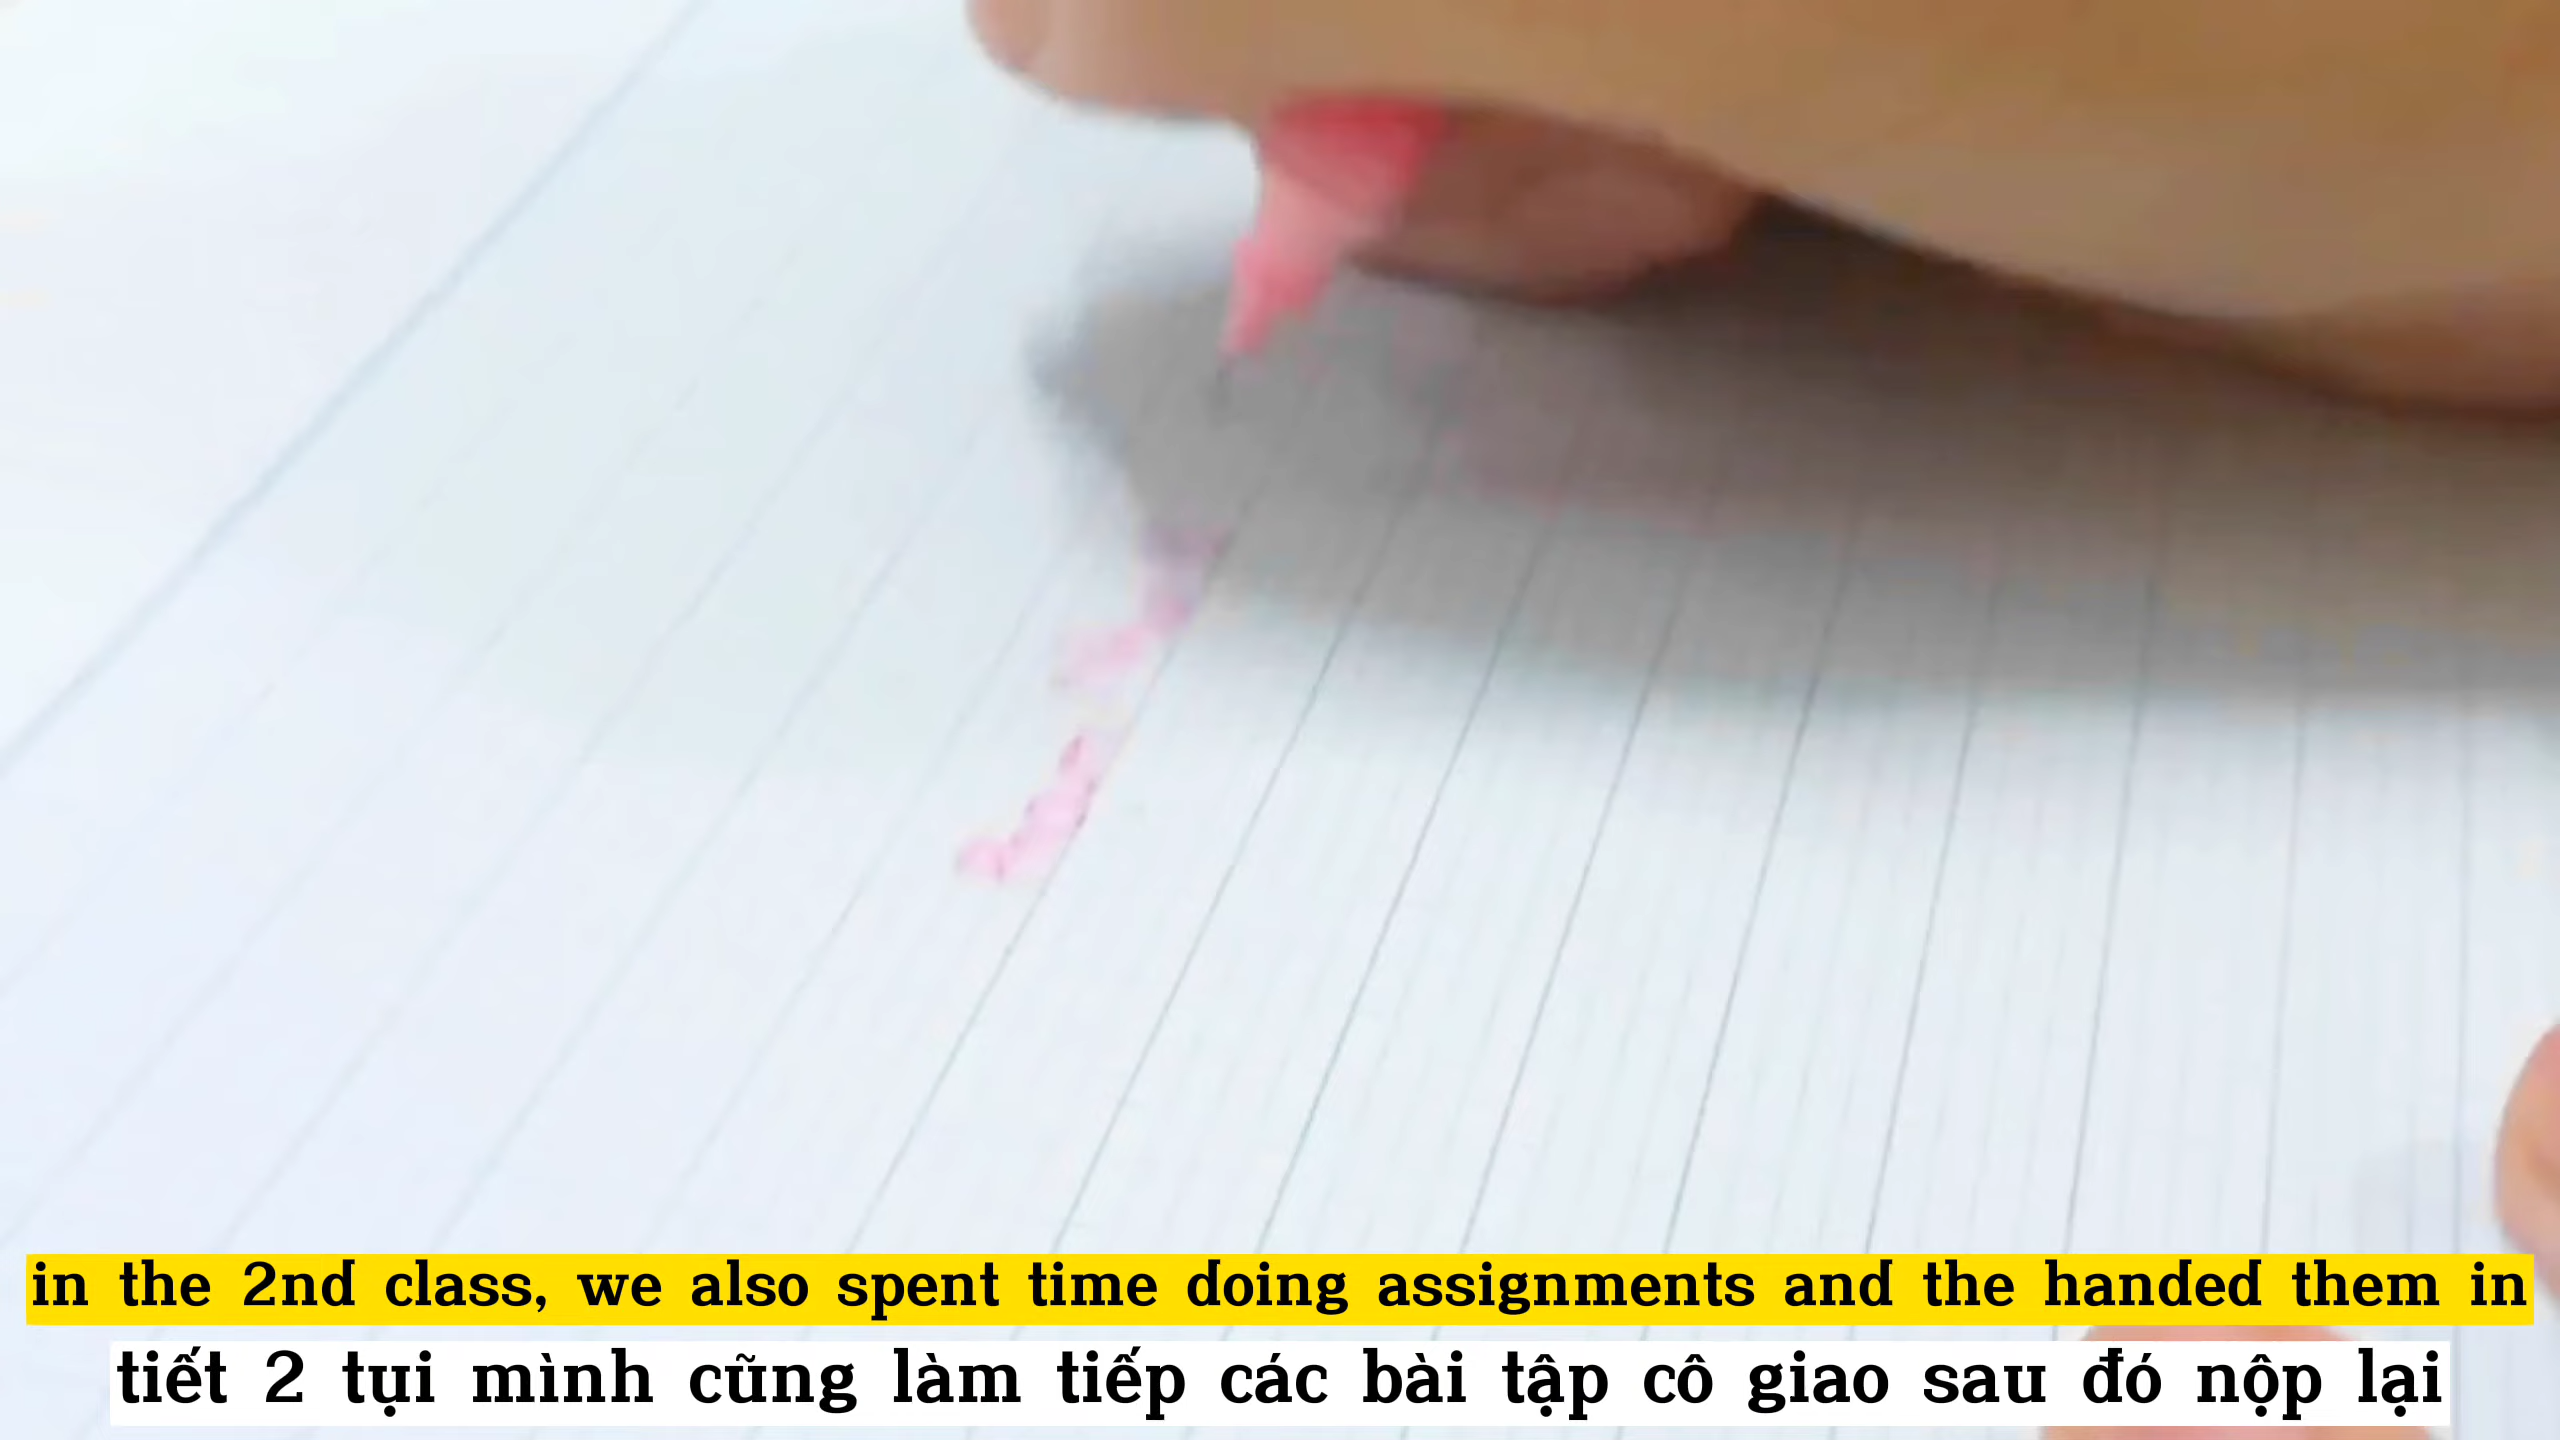 in the 2nd class, we also spent time doing assignments and the handed them in
tiết 2 tụi mình cũng làm tiếp các bài tập cô giao sau đó nộp lại